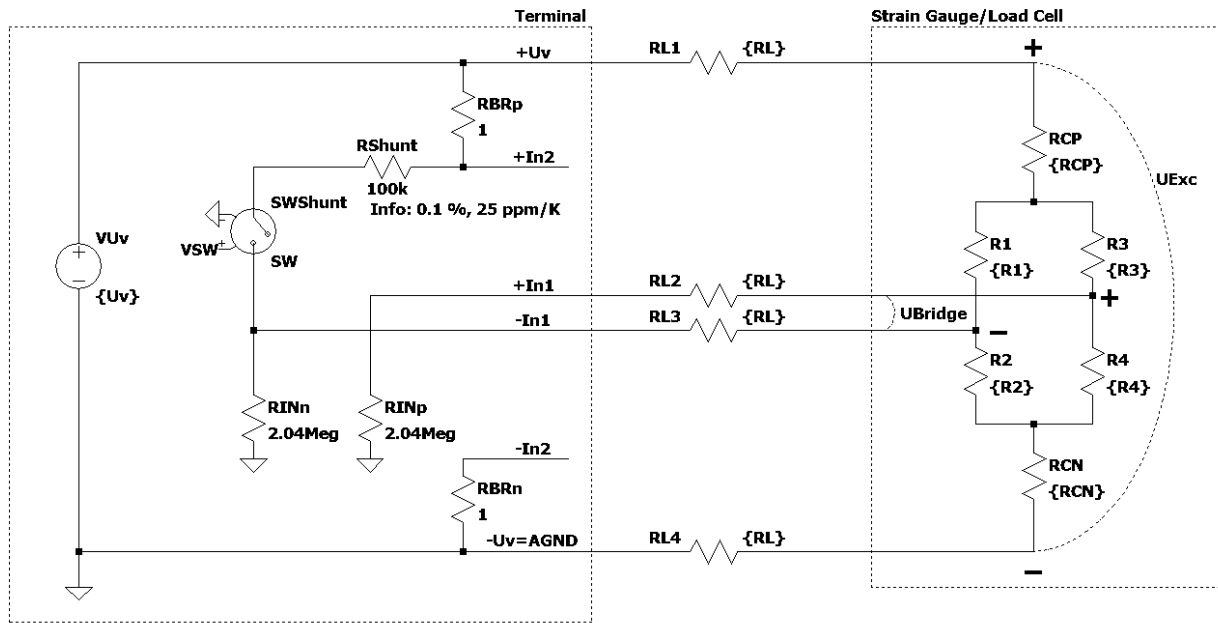 Terminal
Strain Gauge/Load Cell
+Uv
RL1
{RL}
+
RBRp
1
RShunt
+In2
100k
Info: 0.1 %, 25 ppm/K
RCP
{RCP}
UExc
SWShunt
VSW
+
SW
VUv
+
−
{Uv}
R1
{R1}
R3
{R3}
+In1
RL2
{RL}
+
-In1
RL3
{RL}
UBridge
−
R2
{R2}
R4
{R4}
RINn
2.04Meg
RINp
2.04Meg
-In2
RBRn
1
RCN
{RCN}
-Uv=AGND
RL4
{RL}
−